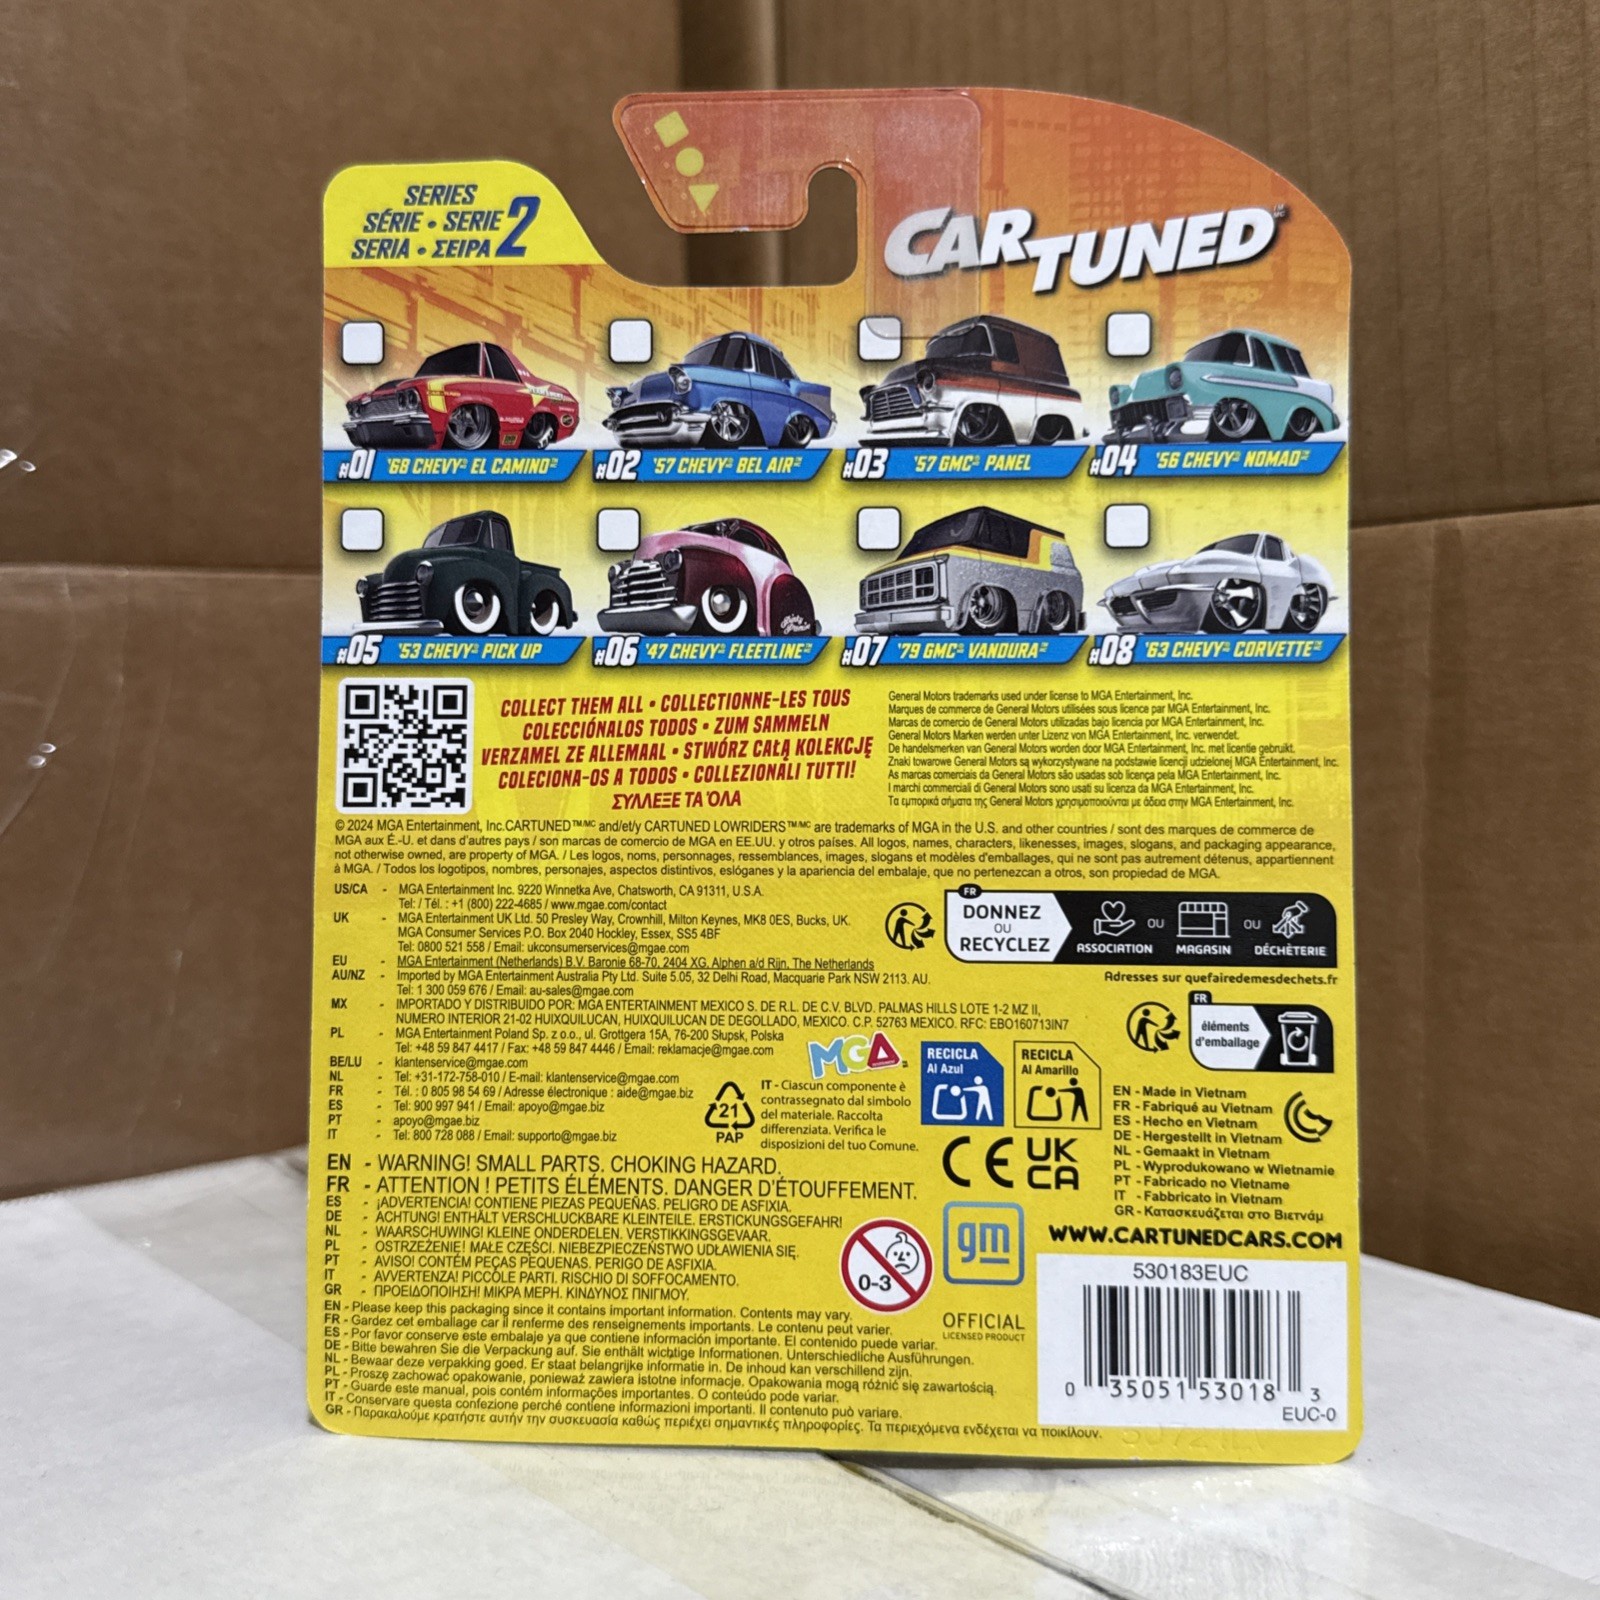 SERIES
SÉRIE • SERIE 2
SERIA • ΣΕΙΡΑ
CARTUNED
#01 '68 CHEVY® EL CAMINO™
#02 '57 CHEVY® BEL AIR™
#03 '57 GMC® PANEL
#04 '56 CHEVY® NOMAD™
#05 '53 CHEVY® PICK UP
#06 '47 CHEVY® FLEETLINE™
#07 '79 GMC® VANDURA™
#08 '63 CHEVY® CORVETTE™
COLLECT THEM ALL • COLLECTIONNE-LES TOUS
COLECCIÓNALOS TODOS • ZUM SAMMELN
VERZAMEL ZE ALLEMAAL • STWÓRZ CAŁĄ KOLEKCJĘ
COLECIONA-OS A TODOS • COLLEZIONALI TUTTI!
ΣΥΛΛΕΞΕ ΤΑ ΌΛΑ
General Motors trademarks used under license to MGA Entertainment, Inc.
Marques de commerce de General Motors utilisées sous licence par MGA Entertainment, Inc.
Marcas de comercio de General Motors utilizadas bajo licencia por MGA Entertainment, Inc.
General Motors Marken werden unter Lizenz von MGA Entertainment, Inc. verwendet.
De handelsmerken van General Motors worden door MGA Entertainment, Inc. met licentie gebruikt.
Znaki towarowe General Motors są wykorzystywane na podstawie licencji udzielonej MGA Entertainment, Inc.
As marcas comerciais da General Motors são usadas sob licença pela MGA Entertainment, Inc.
I marchi commerciali di General Motors sono usati su licenza da MGA Entertainment, Inc.
Τα εμπορικά σήματα της General Motors χρησιμοποιούνται με άδεια στην MGA Entertainment, Inc.
© 2024 MGA Entertainment, Inc.CARTUNED™/MC and/et/y CARTUNED LOWRIDERS™/MC are trademarks of MGA in the U.S. and other countries / sont des marques de commerce de
MGA aux É.-U. et dans d'autres pays / son marcas de comercio de MGA en EE.UU. y otros países. All logos, names, characters, likenesses, images, slogans, and packaging appearance,
not otherwise owned, are property of MGA. / Les logos, noms, personnages, ressemblances, images, slogans et modèles d'emballages, qui ne sont pas autrement détenus, appartiennent
à MGA. / Todos los logotipos, nombres, personajes, aspectos distintivos, eslóganes y la apariencia del embalaje, que no pertenezcan a otros, son propiedad de MGA.
US/CA - MGA Entertainment Inc. 9220 Winnetka Ave, Chatsworth, CA 91311, U.S.A.
Tel: / Tél. : +1 (800) 222-4685 / www.mgae.com/contact
UK - MGA Entertainment UK Ltd. 50 Presley Way, Crownhill, Milton Keynes, MK8 0ES, Bucks, UK.
MGA Consumer Services P.O. Box 2040 Hockley, Essex, SS5 4BF
Tel: 0800 521 558 / Email: ukconsumerservices@mgae.com
EU - MGA Entertainment (Netherlands) B.V. Baronie 68-70, 2404 XG, Alphen a/d Rijn, The Netherlands
AU/NZ - Imported by MGA Entertainment Australia Pty Ltd. Suite 5.05, 32 Delhi Road, Macquarie Park NSW 2113. AU.
Tel: 1 300 059 676 / Email: au-sales@mgae.com
MX - IMPORTADO Y DISTRIBUIDO POR: MGA ENTERTAINMENT MEXICO S. DE R.L. DE C.V. BLVD. PALMAS HILLS LOTE 1-2 MZ II,
NUMERO INTERIOR 21-02 HUIXQUILUCAN, HUIXQUILUCAN DE DEGOLLADO, MEXICO. C.P. 52763 MEXICO. RFC: EBO160713IN7
PL - MGA Entertainment Poland Sp. z o.o., ul. Grottgera 15A, 76-200 Słupsk, Polska
Tel: +48 59 847 4417 / Fax: +48 59 847 4446 / Email: reklamacje@mgae.com
BE/LU - klantenservice@mgae.com
NL - Tel: +31-172-758-010 / E-mail: klantenservice@mgae.com
FR - Tél. : 0 805 98 54 69 / Adresse électronique : aide@mgae.biz
ES - Tel: 900 997 941 / Email: apoyo@mgae.biz
PT - apoyo@mgae.biz
IT - Tel: 800 728 088 / Email: supporto@mgae.biz
FR
DONNEZ
OU
RECYCLEZ
ASSOCIATION OU MAGASIN OU DÉCHÈTERIE
Adresses sur quefairedemesdechets.fr
FR
éléments
d'emballage
MGA
RECICLA
Al Azul
RECICLA
Al Amarillo
21
PAP
IT - Ciascun componente è
contrassegnato dal simbolo
del materiale. Raccolta
differenziata. Verifica le
disposizioni del tuo Comune.
CE
UK
CA
EN - Made in Vietnam
FR - Fabriqué au Vietnam
ES - Hecho en Vietnam
DE - Hergestellt in Vietnam
NL - Gemaakt in Vietnam
PL - Wyprodukowano w Wietnamie
PT - Fabricado no Vietname
IT - Fabbricato in Vietnam
GR - Κατασκευάζεται στο Βιετνάμ
EN - WARNING! SMALL PARTS. CHOKING HAZARD.
FR - ATTENTION ! PETITS ÉLÉMENTS. DANGER D'ÉTOUFFEMENT.
ES - ¡ADVERTENCIA! CONTIENE PIEZAS PEQUEÑAS. PELIGRO DE ASFIXIA.
DE - ACHTUNG! ENTHÄLT VERSCHLUCKBARE KLEINTEILE. ERSTICKUNGSGEFAHR!
NL - WAARSCHUWING! KLEINE ONDERDELEN. VERSTIKKINGSGEVAAR.
PL - OSTRZEŻENIE! MAŁE CZĘŚCI. NIEBEZPIECZEŃSTWO UDŁAWIENIA SIĘ.
PT - AVISO! CONTÉM PEÇAS PEQUENAS. PERIGO DE ASFIXIA.
IT - AVVERTENZA! PICCOLE PARTI. RISCHIO DI SOFFOCAMENTO.
GR - ΠΡΟΕΙΔΟΠΟΙΗΣΗ! ΜΙΚΡΑ ΜΕΡΗ. ΚΙΝΔΥΝΟΣ ΠΝΙΓΜΟΥ.
0-3
gm
OFFICIAL
LICENSED PRODUCT
WWW.CARTUNEDCARS.COM
530183EUC
0 35051 53018 3
EUC-0
EN - Please keep this packaging since it contains important information. Contents may vary.
FR - Gardez cet emballage car il renferme des renseignements importants. Le contenu peut varier.
ES - Por favor conserve este embalaje ya que contiene información importante. El contenido puede variar.
DE - Bitte bewahren Sie die Verpackung auf. Sie enthält wichtige Informationen. Unterschiedliche Ausführungen.
NL - Bewaar deze verpakking goed. Er staat belangrijke informatie in. De inhoud kan verschillend zijn.
PL - Proszę zachować opakowanie, ponieważ zawiera istotne informacje. Opakowania mogą różnić się zawartością.
PT - Guarde este manual, pois contém informações importantes. O conteúdo pode variar.
IT - Conservare questa confezione perché contiene informazioni importanti. Il contenuto può variare.
GR - Παρακαλούμε κρατήστε αυτήν την συσκευασία καθώς περιέχει σημαντικές πληροφορίες. Τα περιεχόμενα ενδέχεται να ποικίλουν.